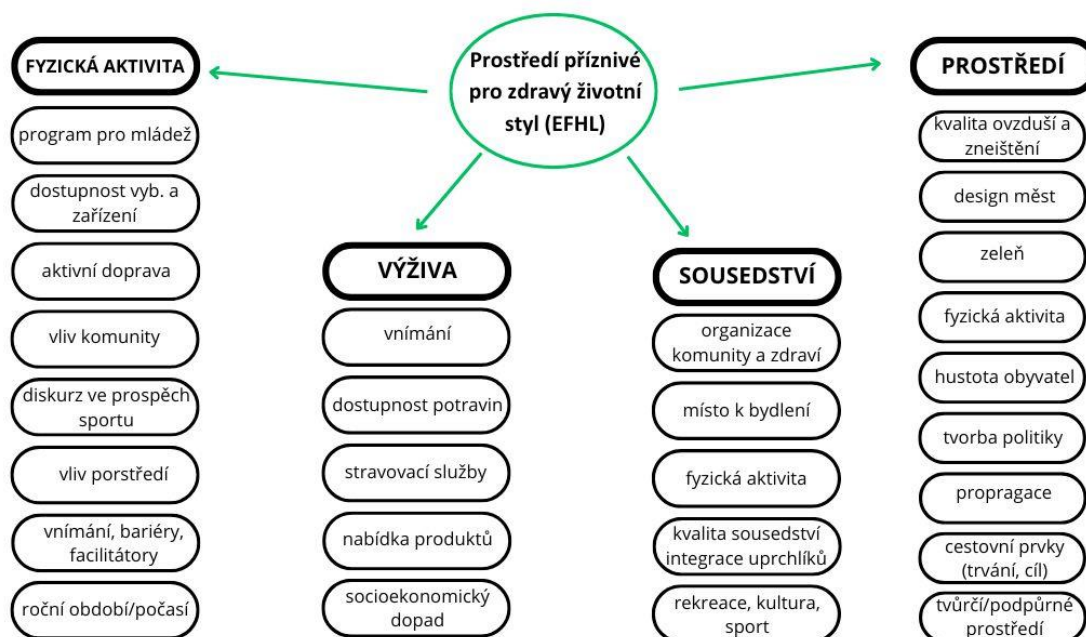 Prostředí příznivé
pro zdravý životní
styl (EFHL)
FYZICKÁ AKTIVITA
program pro mládež
dostupnost vyb. a
zařízení
aktivní doprava
vliv komunity
diskurz ve prospěch
sportu
vliv porstředí
vnímání, bariéry,
facilitátory
roční období/počasí
VÝŽIVA
vnímání
dostupnost potravin
stravovací služby
nabídka produktů
socioekonomický
dopad
SOUSEDSTVÍ
organizace
komunity a zdraví
místo k bydlení
fyzická aktivita
kvalita sousedství
integrace uprchlíků
rekreace, kultura,
sport
PROSTŘEDÍ
kvalita ovzduší a
zneištění
design měst
zeleň
fyzická aktivita
hustota obyvatel
tvorba politiky
propragace
cestovní prvky
(trvání, cíl)
tvůrčí/podpůrné
prostředí